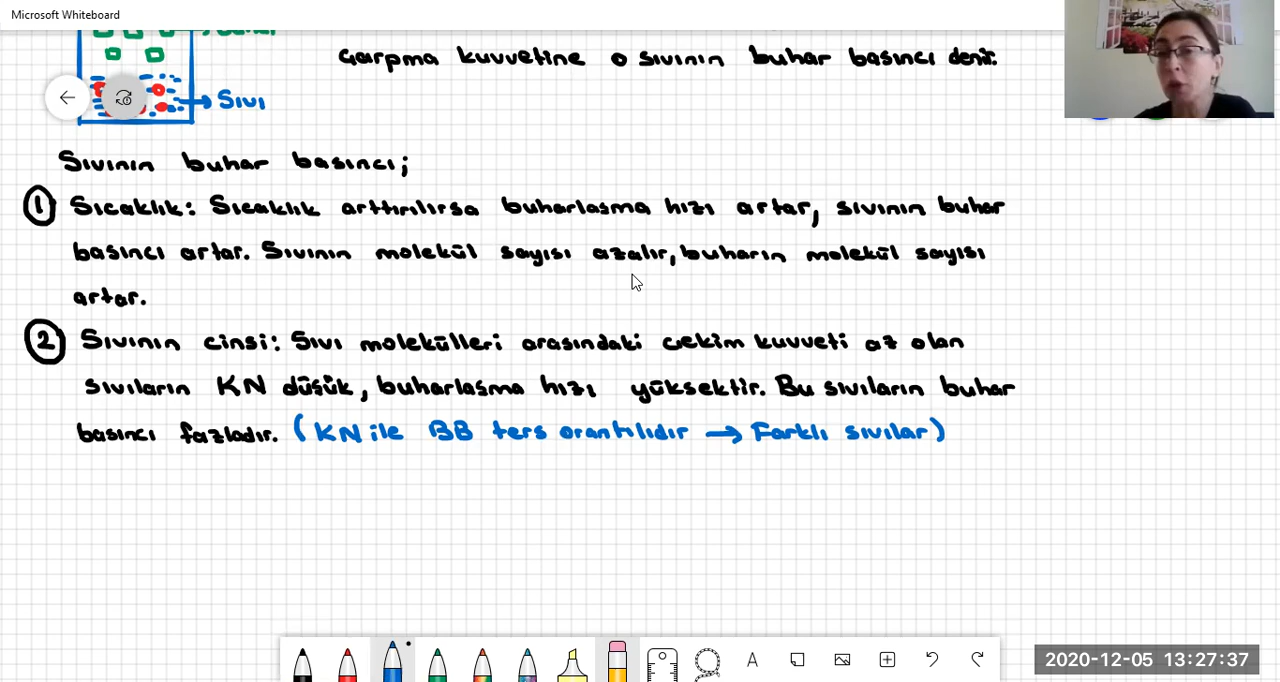 Microsoft Whiteboard
çarpma kuvvetine o sıvının buhar basıncı denir.
Sıvı
Sıvının buhar basıncı;
1 Sıcaklık: Sıcaklık arttırılırsa buharlaşma hızı artar, sıvının buhar
basıncı artar. Sıvının molekül sayısı azalır, buharın molekül sayısı
artar.
2 Sıvının cinsi: Sıvı molekülleri arasındaki çekim kuvveti az olan
sıvıların KN düşük, buharlaşma hızı yüksektir. Bu sıvıların buhar
basıncı fazladır. (KN ile BB ters orantılıdır → Farklı sıvılar)
A
2020-12-05 13:27:37